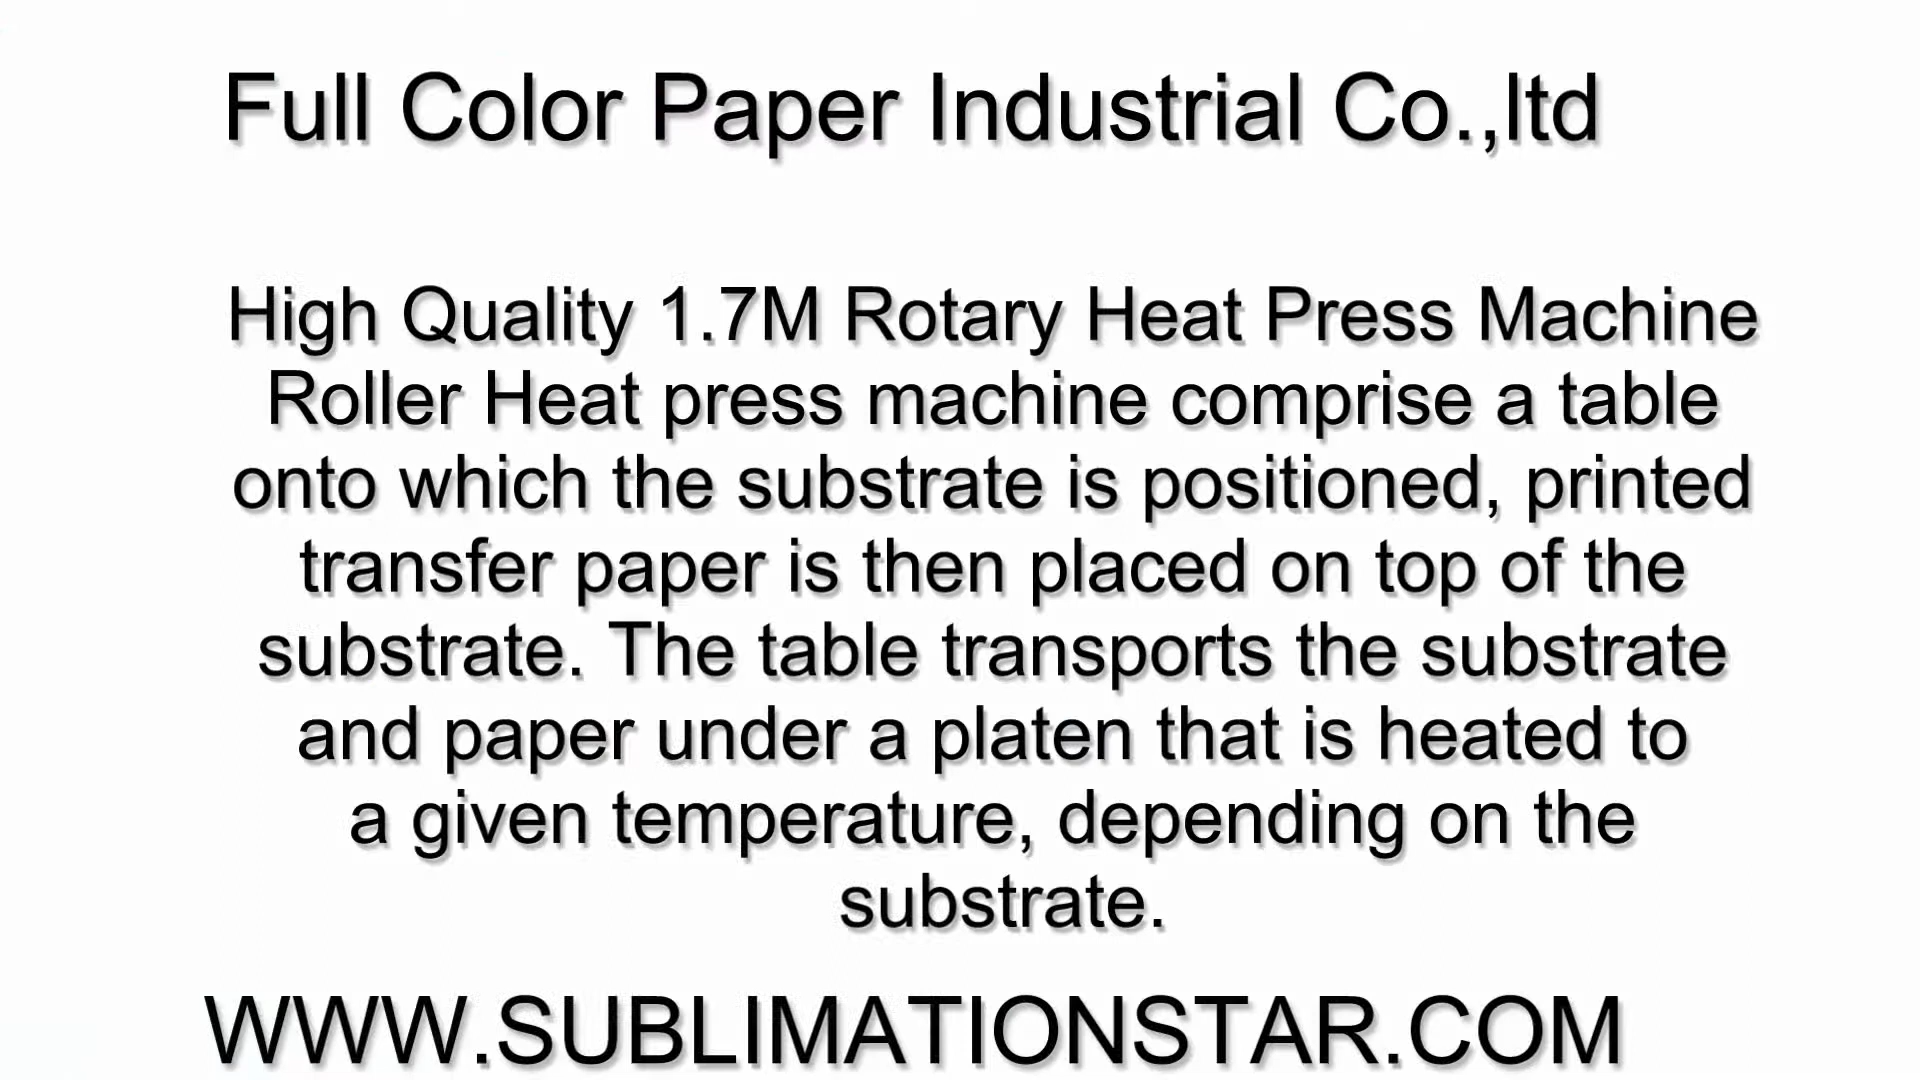 Full Color Paper Industrial Co.,ltd
High Quality 1.7M Rotary Heat Press Machine
Roller Heat press machine comprise a table
onto which the substrate is positioned, printed
transfer paper is then placed on top of the
substrate. The table transports the substrate
and paper under a platen that is heated to
a given temperature, depending on the
substrate.
WWW.SUBLIMATIONSTAR.COM